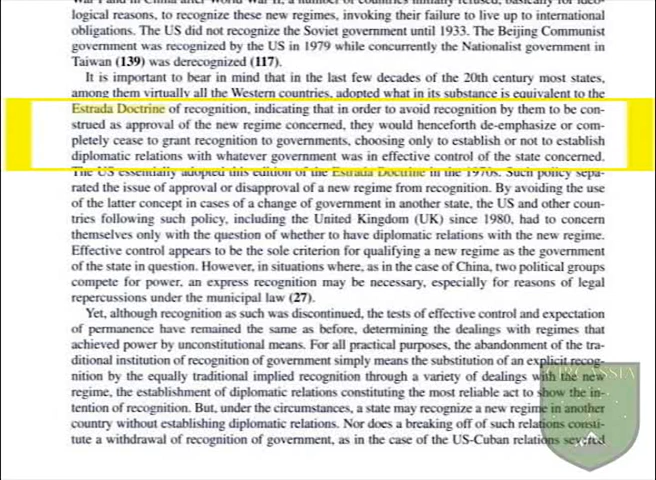 logical reasons, to recognize these new regimes, invoking their failure to live up to international
obligations. The US did not recognize the Soviet government until 1933. The Beijing Communist
government was recognized by the US in 1979 while concurrently the Nationalist government in
Taiwan (139) was derecognized (117).
It is important to bear in mind that in the last few decades of the 20th century most states,
among them virtually all the Western countries, adopted what in its substance is equivalent to the
Estrada Doctrine of recognition, indicating that in order to avoid recognition by them to be con-
strued as approval of the new regime concerned, they would henceforth de-emphasize or com-
pletely cease to grant recognition to governments, choosing only to establish or not to establish
diplomatic relations with whatever government was in effective control of the state concerned.
The US essentially adopted this edition of the Estrada Doctrine in the 1970s. Such policy sepa-
rated the issue of approval or disapproval of a new regime from recognition. By avoiding the use
of the latter concept in cases of a change of government in another state, the US and other coun-
tries following such policy, including the United Kingdom (UK) since 1980, had to concern
themselves only with the question of whether to have diplomatic relations with the new regime.
Effective control appears to be the sole criterion for qualifying a new regime as the government
of the state in question. However, in situations where, as in the case of China, two political groups
compete for power, an express recognition may be necessary, especially for reasons of legal
repercussions under the municipal law (27).
Yet, although recognition as such was discontinued, the tests of effective control and expectation
of permanence have remained the same as before, determining the dealings with regimes that
achieved power by unconstitutional means. For all practical purposes, the abandonment of the tra-
ditional institution of recognition of government simply means the substitution of an explicit recog-
nition by the equally traditional implied recognition through a variety of dealings with the new
regime, the establishment of diplomatic relations constituting the most reliable act to show the in-
tention of recognition. But, under the circumstances, a state may recognize a new regime in another
country without establishing diplomatic relations. Nor does a breaking off of such relations consti-
tute a withdrawal of recognition of government, as in the case of the US-Cuban relations severed
CIRCASSIA